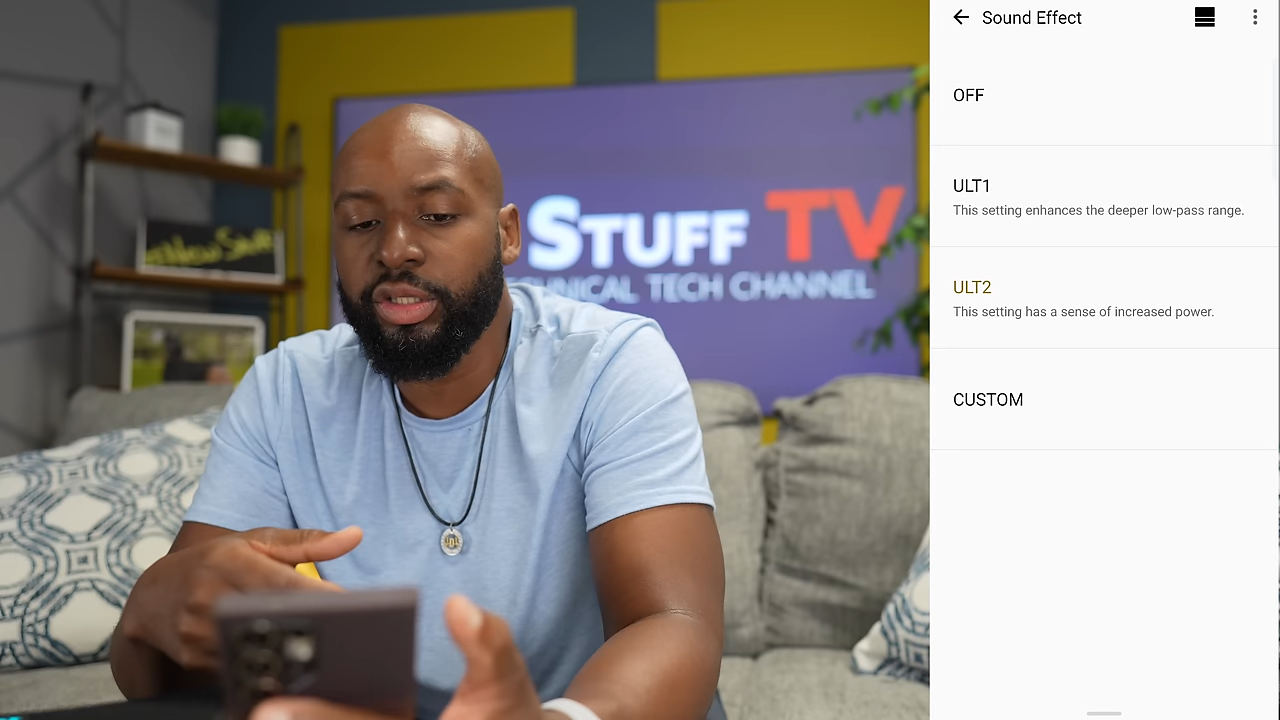 STUFF TV
TECHNICAL TECH CHANNEL
Sound Effect
OFF
ULT1
This setting enhances the deeper low-pass range.
ULT2
This setting has a sense of increased power.
CUSTOM